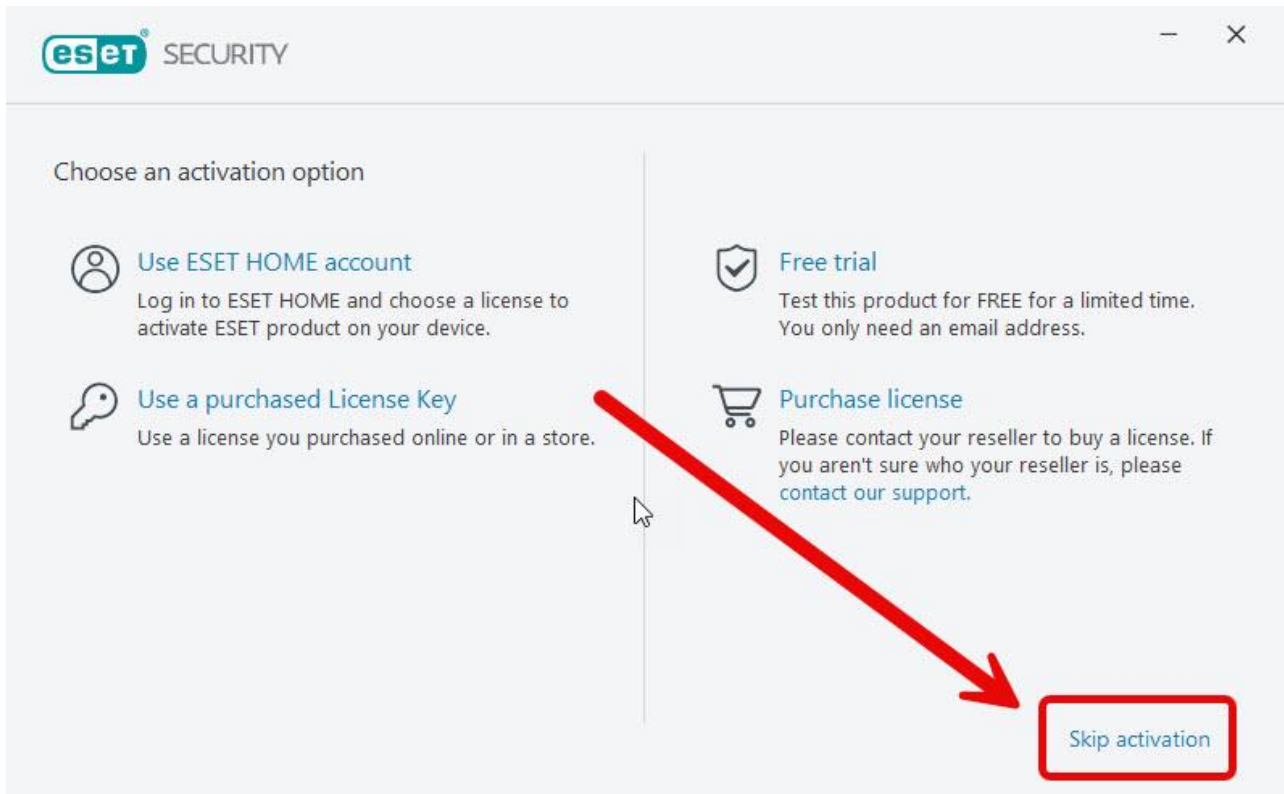 eset® SECURITY
Choose an activation option
Use ESET HOME account
Log in to ESET HOME and choose a license to
activate ESET product on your device.
Use a purchased License Key
Use a license you purchased online or in a store.
Free trial
Test this product for FREE for a limited time.
You only need an email address.
Purchase license
Please contact your reseller to buy a license. If
you aren't sure who your reseller is, please
contact our support.
Skip activation